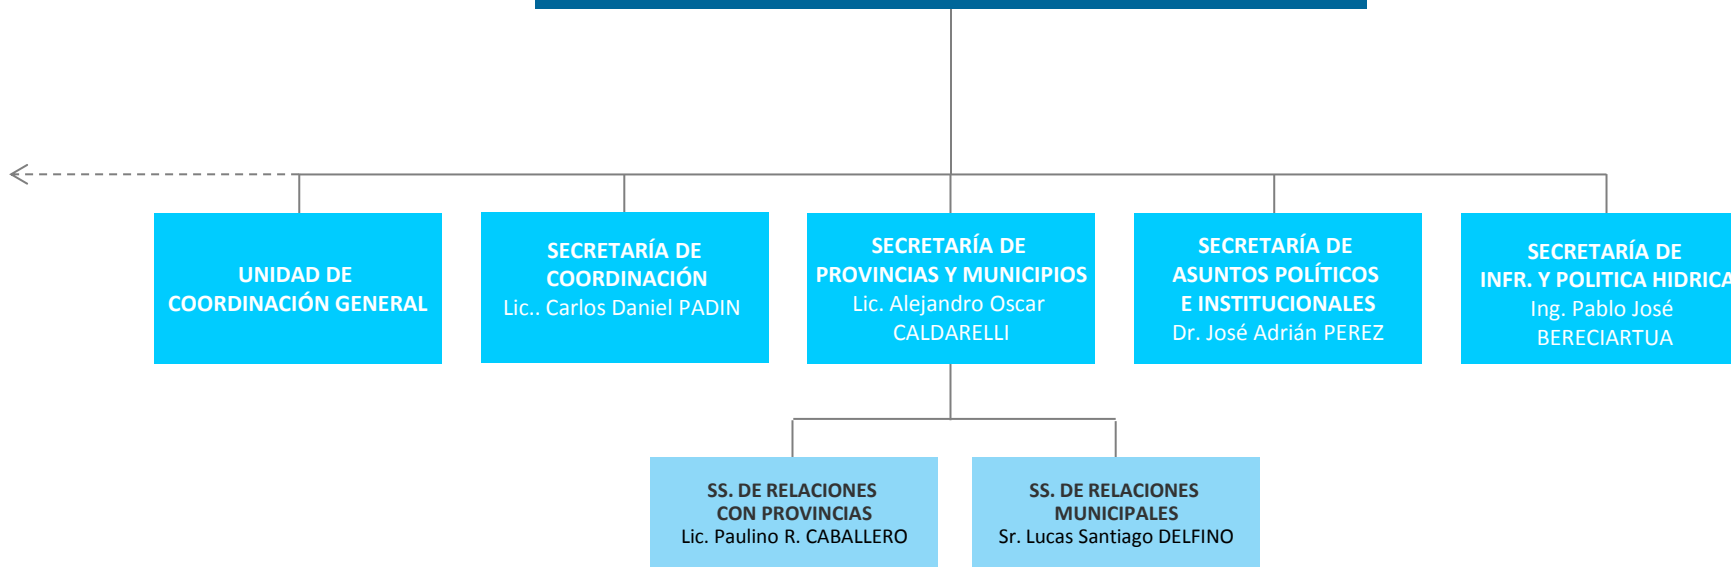 UNIDAD DE
COORDINACIÓN GENERAL
SECRETARÍA DE
COORDINACIÓN
Lic.. Carlos Daniel PADIN
SECRETARÍA DE
PROVINCIAS Y MUNICIPIOS
Lic. Alejandro Oscar
CALDARELLI
SECRETARÍA DE
ASUNTOS POLÍTICOS
E INSTITUCIONALES
Dr. José Adrián PEREZ
SECRETARÍA DE
INFR. Y POLITICA HIDRICA
Ing. Pablo José
BERECIARTUA
SS. DE RELACIONES
CON PROVINCIAS
Lic. Paulino R. CABALLERO
SS. DE RELACIONES
MUNICIPALES
Sr. Lucas Santiago DELFINO